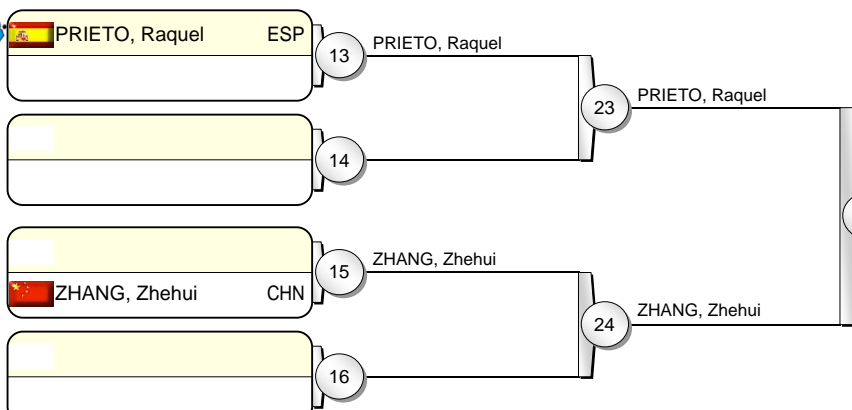 PRIETO, Raquel ESP
13
PRIETO, Raquel
23
PRIETO, Raquel
14
15
ZHANG, Zhehui
ZHANG, Zhehui CHN
24
ZHANG, Zhehui
16